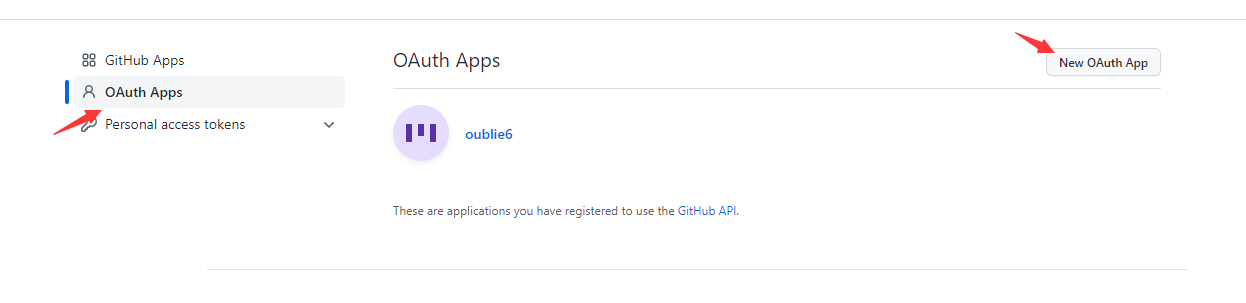 GitHub Apps
OAuth Apps
Personal access tokens
OAuth Apps
New OAuth App
oublie6
These are applications you have registered to use the GitHub API.